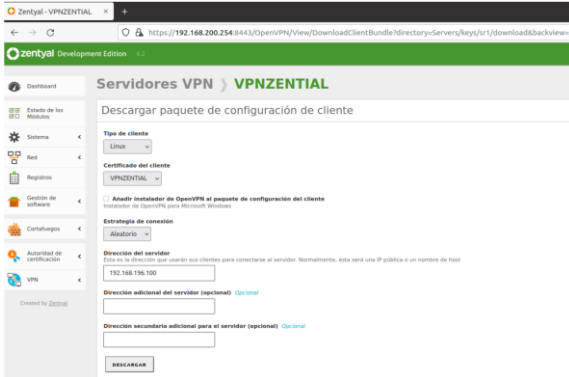 Zentyal - VPNZENTIAL
https://192.168.200.254:8443/OpenVPN/View/DownloadClientBundle?directory=Servers/keys/sr1/download&backview=
zentyal Development Edition 6.2
Dashboard
Estado de los
Módulos
Sistema
Red
Registros
Gestión de
software
Cortafuegos
Autoridad de
certificación
VPN
Created by Zentyal
Servidores VPN VPNZENTIAL
Descargar paquete de configuración de cliente
Tipo de cliente
Linux
Certificado del cliente
VPNZENTIAL
Añadir instalador de OpenVPN al paquete de configuración del cliente
Instalador de OpenVPN para Microsoft Windows
Estrategia de conexión
Aleatorio
Dirección del servidor
Esta es la dirección que usarán sus clientes para conectarse al servidor. Normalmente, ésta será una IP pública o un nombre de host
192.168.196.100
Dirección adicional del servidor (opcional) Opcional
Dirección secundaria adicional para el servidor (opcional) Opcional
DESCARGAR